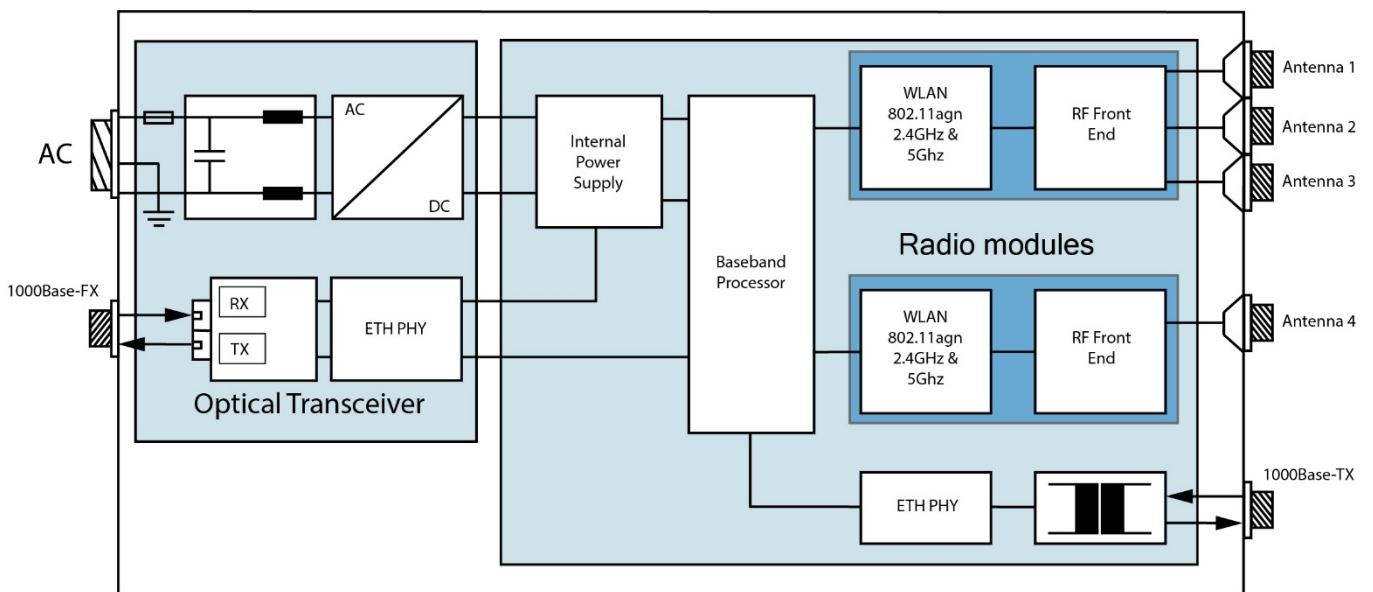 AC
1000Base-FX
AC
DC
RX
TX
ETH PHY
Optical Transceiver
Internal
Power
Supply
Baseband
Processor
WLAN
802.11agn
2.4GHz &
5Ghz
RF Front
End
Radio modules
WLAN
802.11agn
2.4GHz &
5Ghz
RF Front
End
ETH PHY
Antenna 1
Antenna 2
Antenna 3
Antenna 4
1000Base-TX